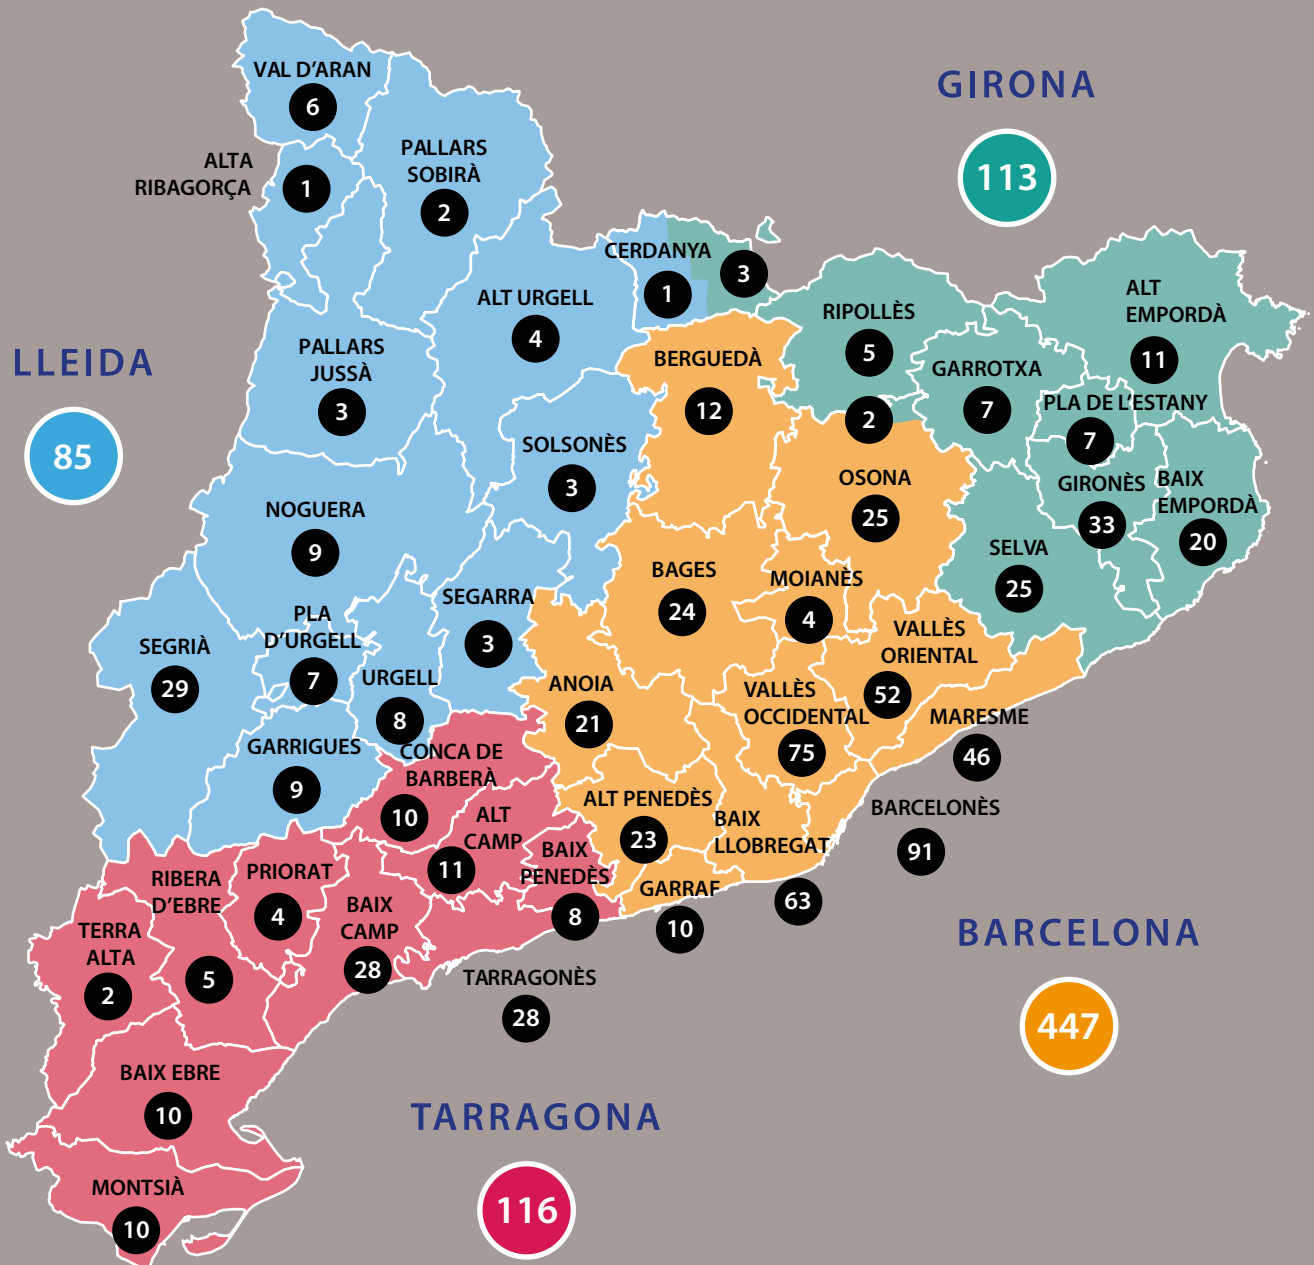 VAL D'ARAN
6
ALTA
RIBAGORÇA
1
PALLARS
SOBIRÀ
2
GIRONA
113
CERDANYA
1
3
ALT URGELL
4
RIPOLLÈS
5
2
ALT
EMPORDÀ
11
GARROTXA
7
PLA DE L'ESTANY
7
LLEIDA
85
PALLARS
JUSSÀ
3
BERGUEDÀ
12
SOLSONÈS
3
OSONA
25
GIRONÈS
33
BAIX
EMPORDÀ
20
NOGUERA
9
SELVA
25
BAGES
24
MOIANÈS
4
SEGARRA
3
PLA
D'URGELL
7
SEGRIÀ
29
URGELL
8
VALLÈS
ORIENTAL
52
ANOIA
21
VALLÈS
OCCIDENTAL
75
MARESME
46
GARRIGUES
9
CONCA DE
BARBERÀ
10
ALT PENEDÈS
23
BAIX
LLOBREGAT
63
BARCELONÈS
91
ALT
CAMP
11
BAIX
PENEDÈS
8
GARRAF
10
RIBERA
D'EBRE
5
PRIORAT
4
BAIX
CAMP
28
TERRA
ALTA
2
TARRAGONÈS
28
BARCELONA
447
BAIX EBRE
10
TARRAGONA
116
MONTSIÀ
10